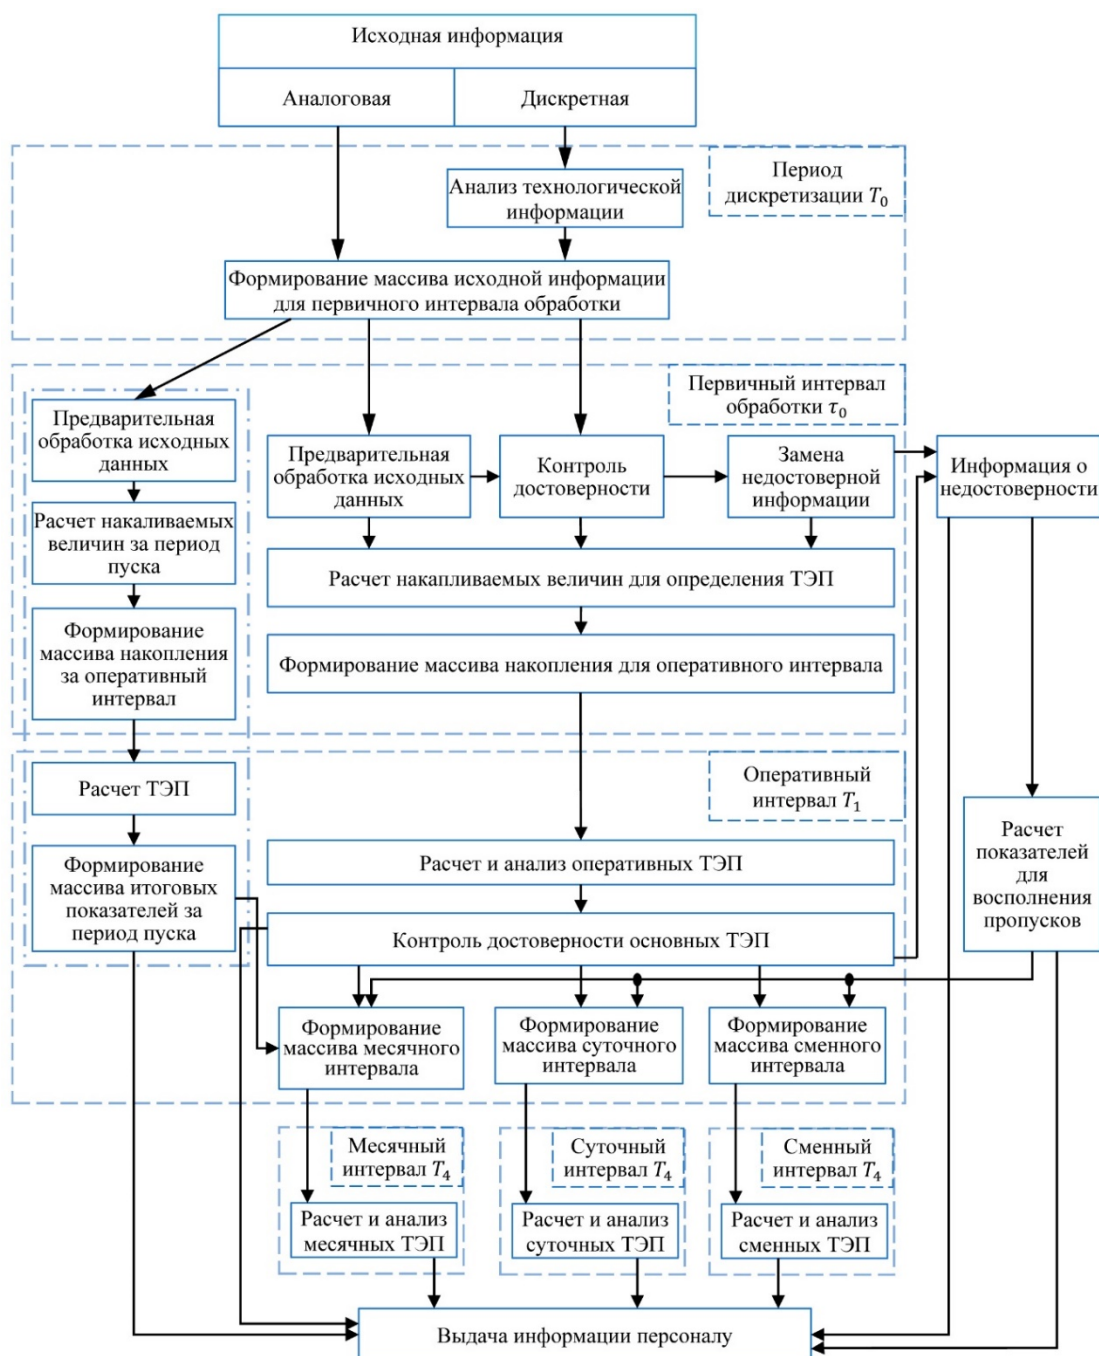 Исходная информация
Аналоговая
Дискретная
Период
дискретизации T₀
Анализ технологической
информации
Формирование массива исходной информации
для первичного интервала обработки
Первичный интервал
обработки τ₀
Предварительная
обработка исходных
данных
Предварительная
обработка исходных
данных
Контроль
достоверности
Замена
недостоверной
информации
Информация о
недостоверности
Расчет накаливаемых
величин за период
пуска
Расчет накапливаемых величин для определения ТЭП
Формирование
массива накопления
за оперативный
интервал
Формирование массива накопления для оперативного интервала
Оперативный
интервал T₁
Расчет ТЭП
Расчет
показателей
для
восполнения
пропусков
Формирование
массива итоговых
показателей за
период пуска
Расчет и анализ оперативных ТЭП
Контроль достоверности основных ТЭП
Формирование
массива месячного
интервала
Формирование
массива суточного
интервала
Формирование
массива сменного
интервала
Месячный
интервал T₄
Суточный
интервал T₄
Сменный
интервал T₄
Расчет и анализ
месячных ТЭП
Расчет и анализ
суточных ТЭП
Расчет и анализ
сменных ТЭП
Выдача информации персоналу